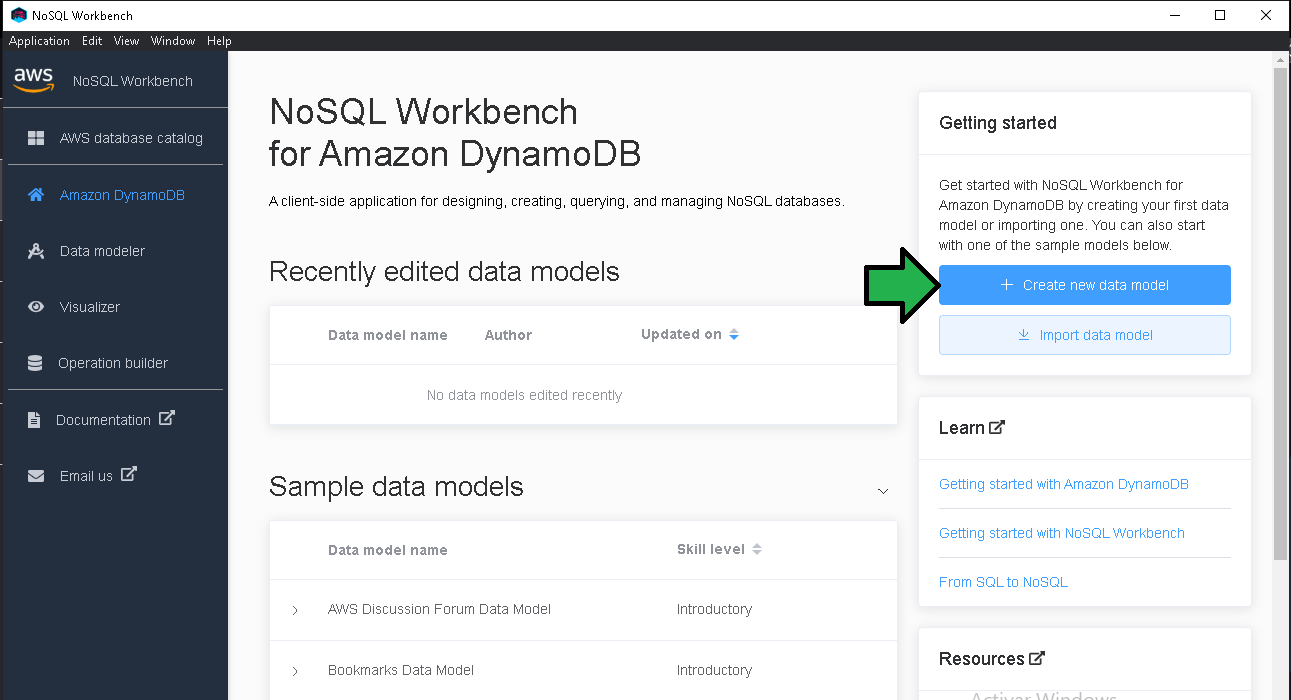 NoSQL Workbench
Application Edit View Window Help
aws NoSQL Workbench
AWS database catalog
Amazon DynamoDB
Data modeler
Visualizer
Operation builder
Documentation
Email us
NoSQL Workbench
for Amazon DynamoDB
A client-side application for designing, creating, querying, and managing NoSQL databases.
Recently edited data models
Data model name Author Updated on
No data models edited recently
Sample data models
Data model name Skill level
AWS Discussion Forum Data Model Introductory
Bookmarks Data Model Introductory
Getting started
Get started with NoSQL Workbench for
Amazon DynamoDB by creating your first data
model or importing one. You can also start
with one of the sample models below.
Create new data model
Import data model
Learn
Getting started with Amazon DynamoDB
Getting started with NoSQL Workbench
From SQL to NoSQL
Resources
Activar Windows